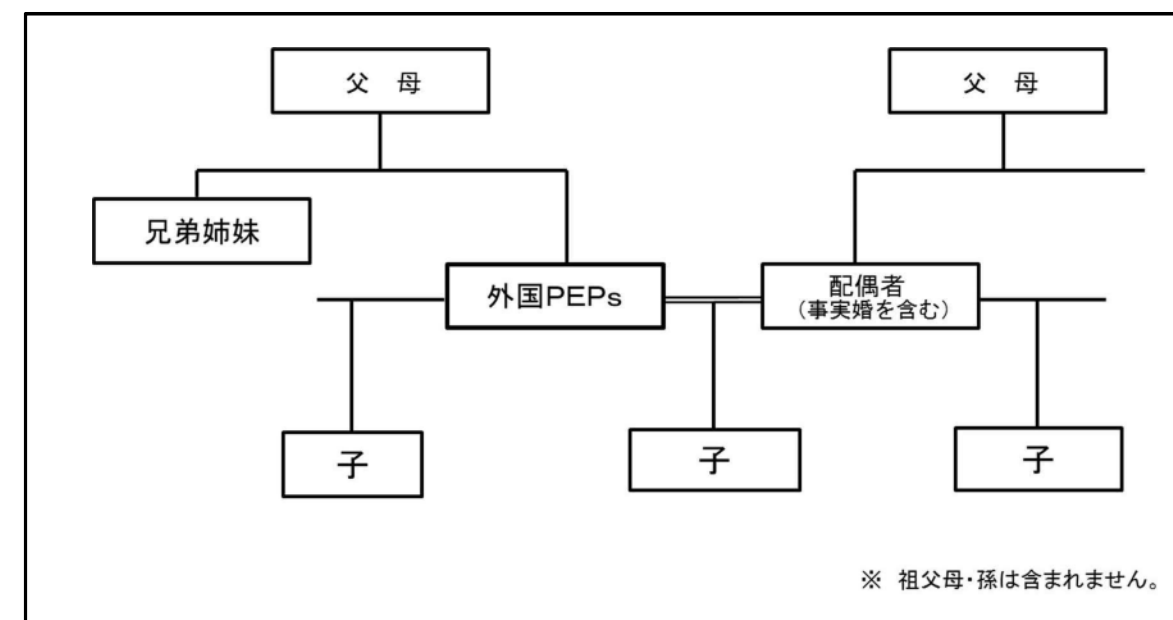 父　母
父　母
兄弟姉妹
外国ＰＥＰｓ
配偶者
（事実婚を含む）
子
子
子
※　祖父母・孫は含まれません。